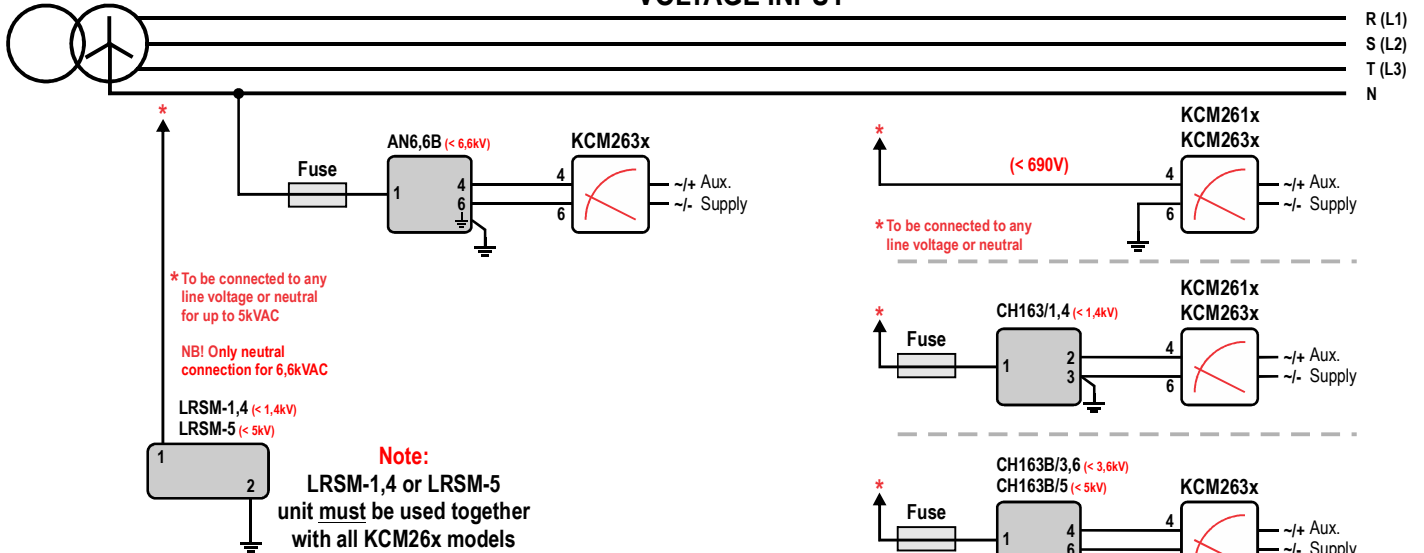 VOLTAGE INPUT
R (L1)
S (L2)
T (L3)
N
*
AN6,6B (< 6,6kV)
KCM263x
Fuse
1
4
6
4
6
~/+ Aux.
~/- Supply
* To be connected to any
line voltage or neutral
for up to 5kVAC
NB! Only neutral
connection for 6,6kVAC
LRSM-1,4 (< 1,4kV)
LRSM-5 (< 5kV)
1
2
Note:
LRSM-1,4 or LRSM-5
unit must be used together
with all KCM26x models
KCM261x
KCM263x
*
(< 690V)
4
6
~/+ Aux.
~/- Supply
* To be connected to any
line voltage or neutral
KCM261x
KCM263x
CH163/1,4 (< 1,4kV)
*
Fuse
1
2
3
4
6
~/+ Aux.
~/- Supply
CH163B/3,6 (< 3,6kV)
CH163B/5 (< 5kV)
KCM263x
*
Fuse
1
4
6
4
~/+ Aux.
~/- Supply